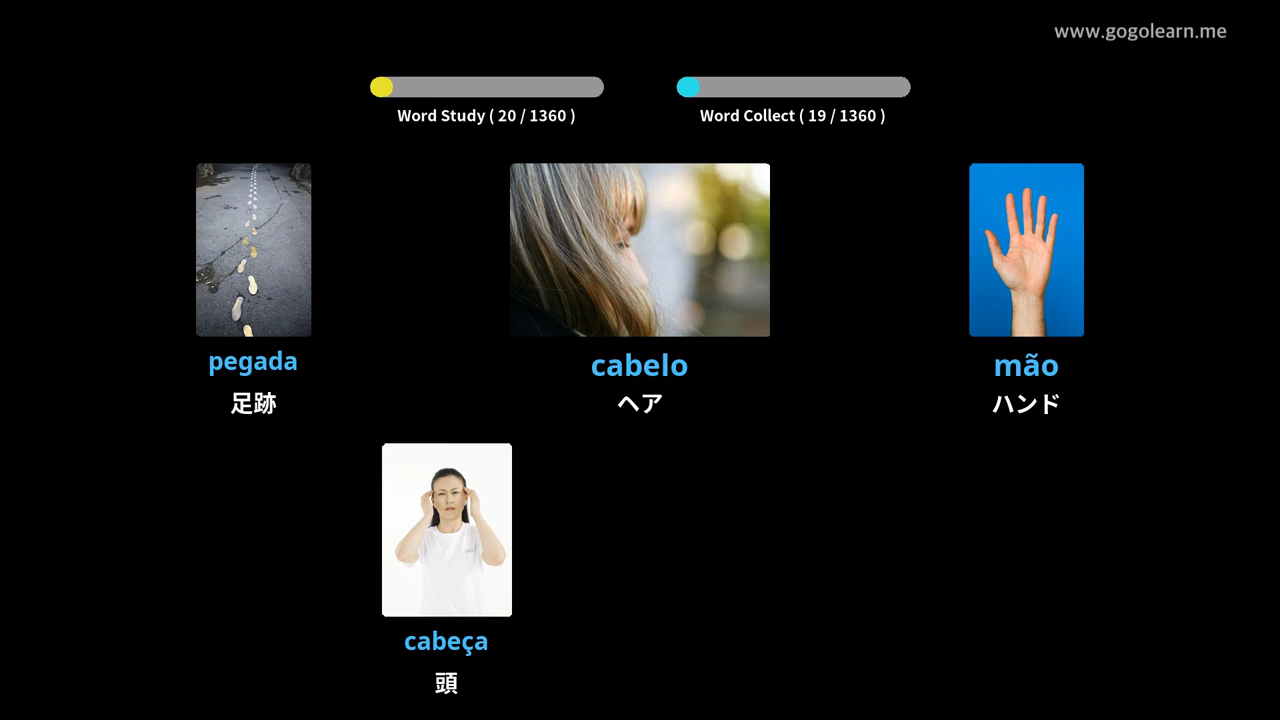 www.gogolearn.me
Word Study ( 20 / 1360 )
Word Collect ( 19 / 1360 )
pegada
足跡
cabelo
ヘア
mão
ハンド
cabeça
頭